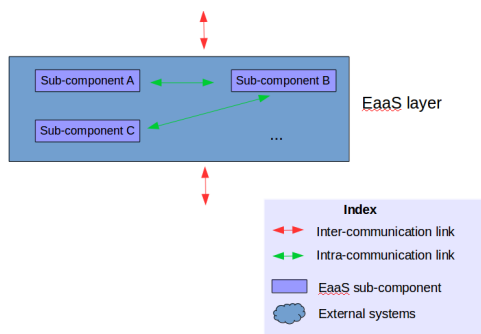 Sub-component A
Sub-component B
EaaS layer
Sub-component C
...
Index
Inter-communication link
Intra-communication link
EaaS sub-component
External systems